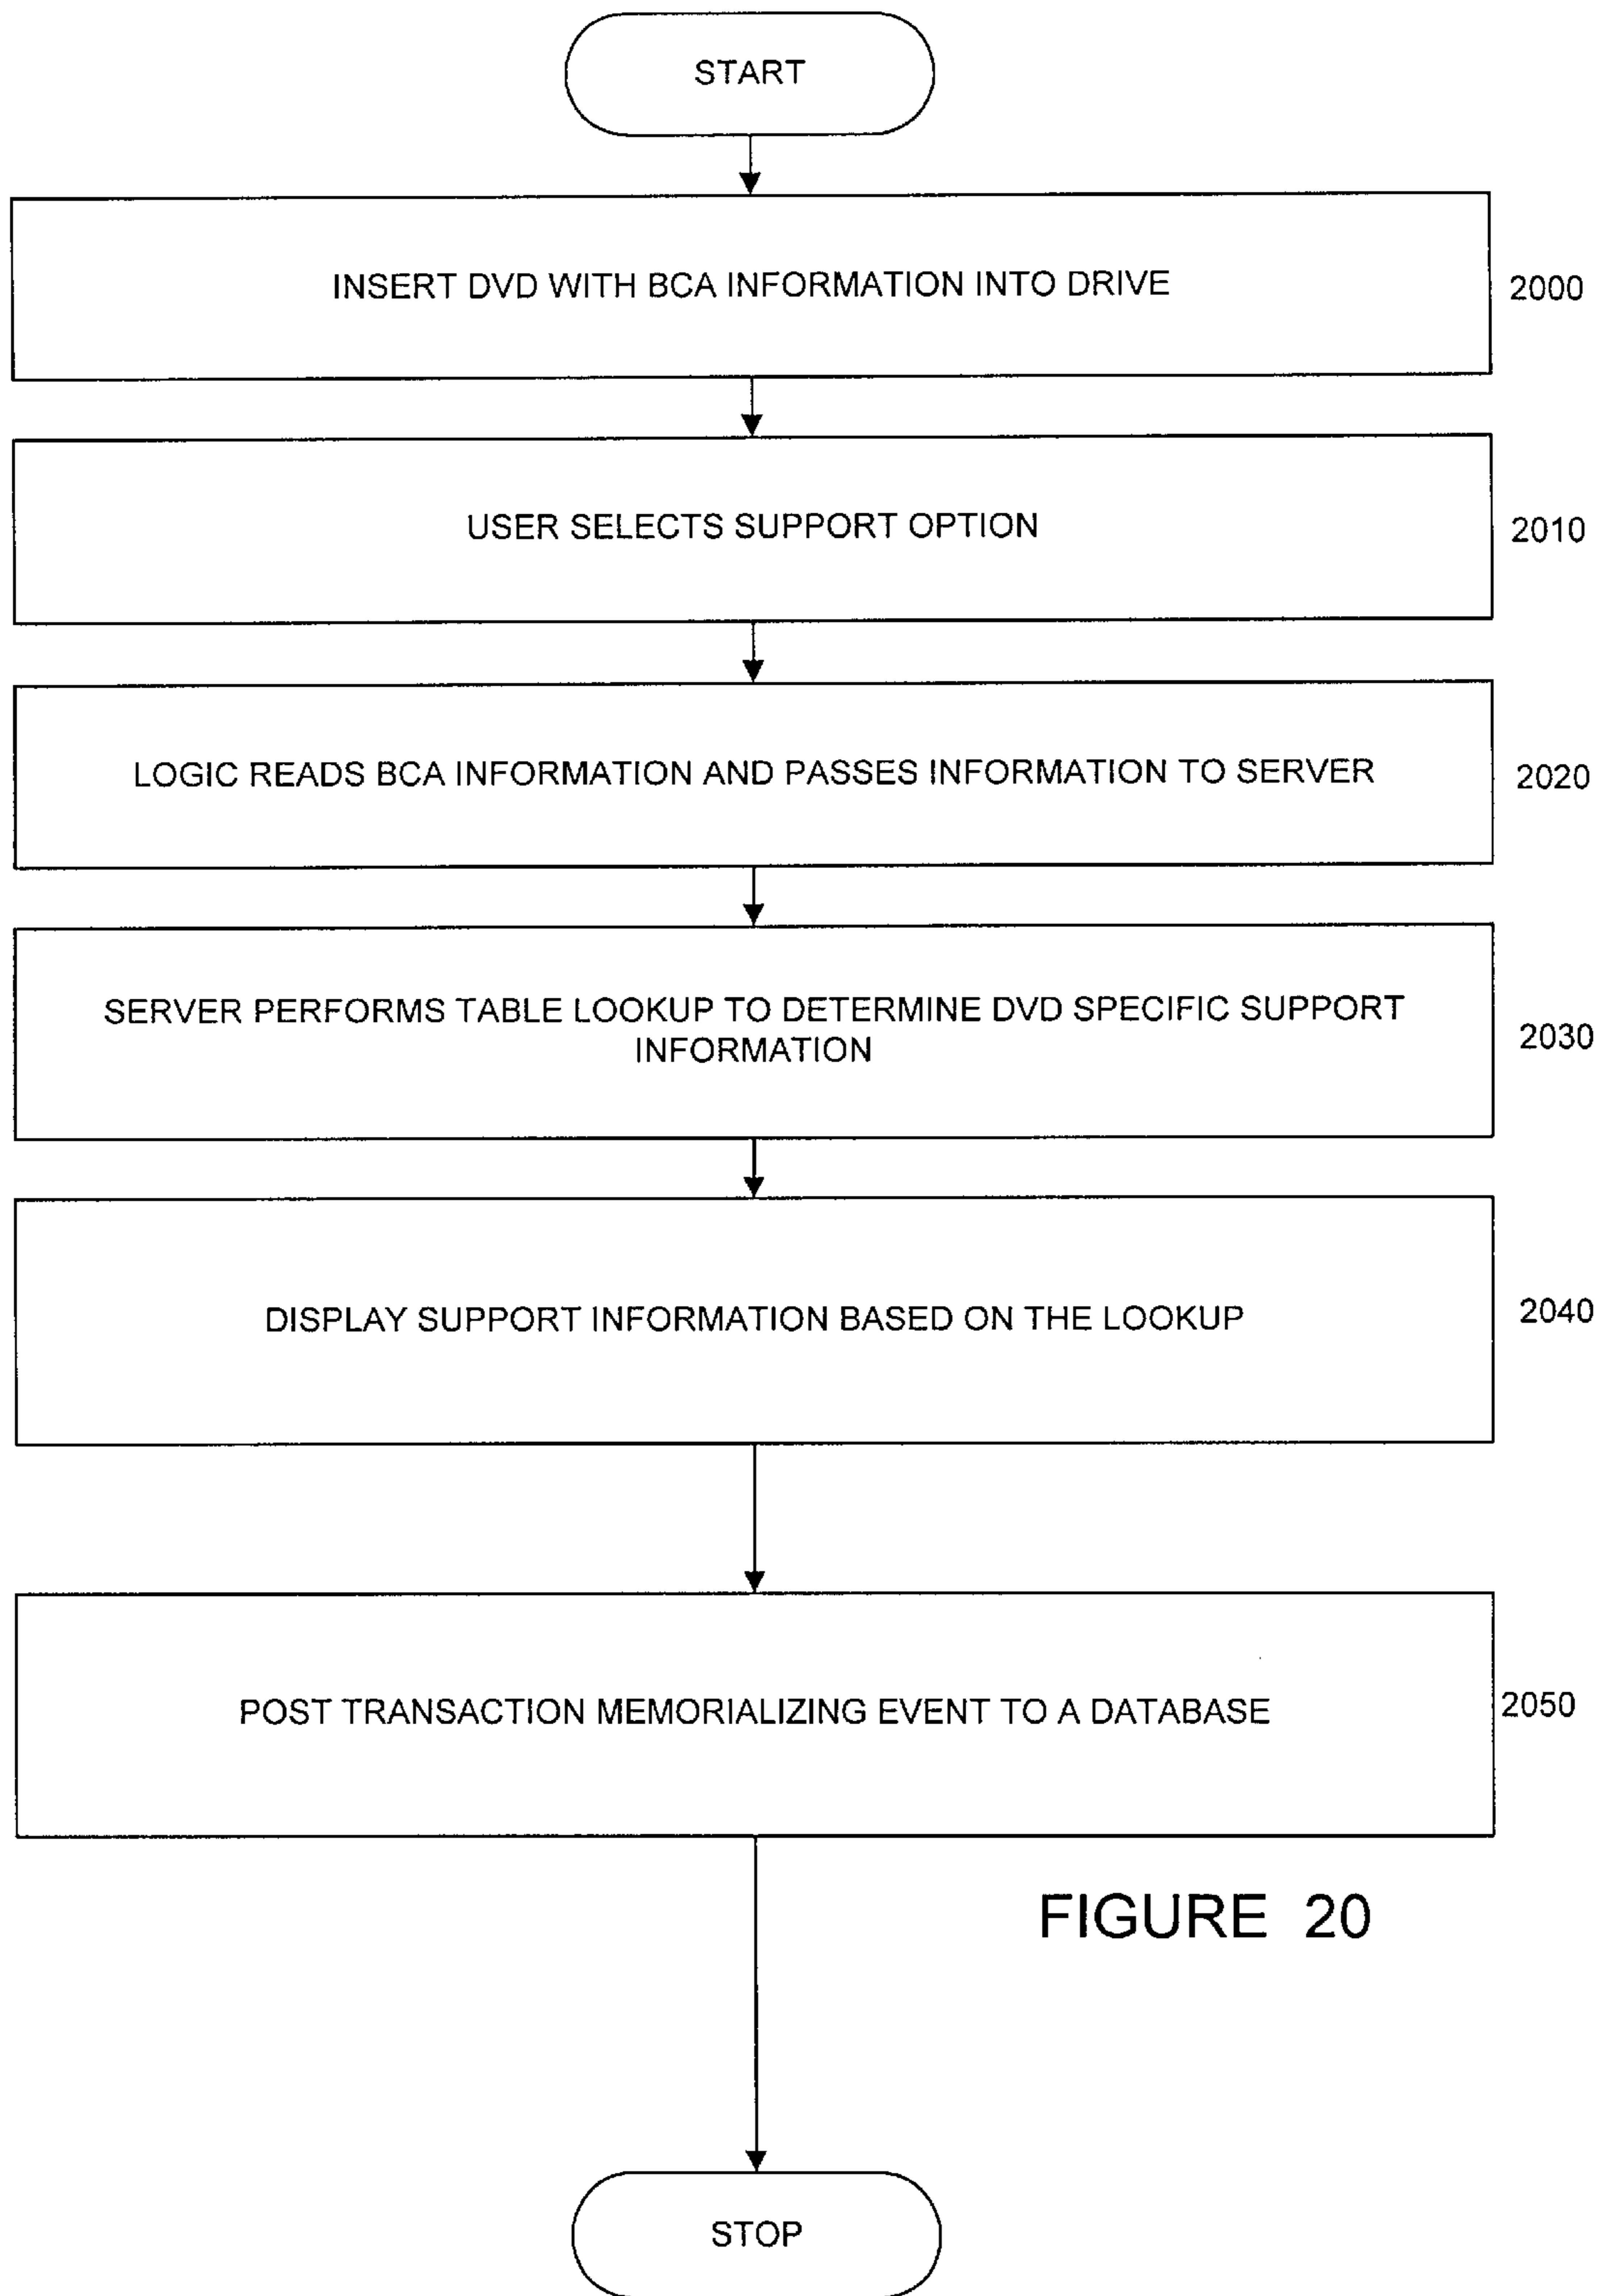 START
INSERT DVD WITH BCA INFORMATION INTO DRIVE
2000
USER SELECTS SUPPORT OPTION
2010
LOGIC READS BCA INFORMATION AND PASSES INFORMATION TO SERVER
2020
SERVER PERFORMS TABLE LOOKUP TO DETERMINE DVD SPECIFIC SUPPORT
INFORMATION
2030
DISPLAY SUPPORT INFORMATION BASED ON THE LOOKUP
2040
POST TRANSACTION MEMORIALIZING EVENT TO A DATABASE
2050
FIGURE 20
STOP